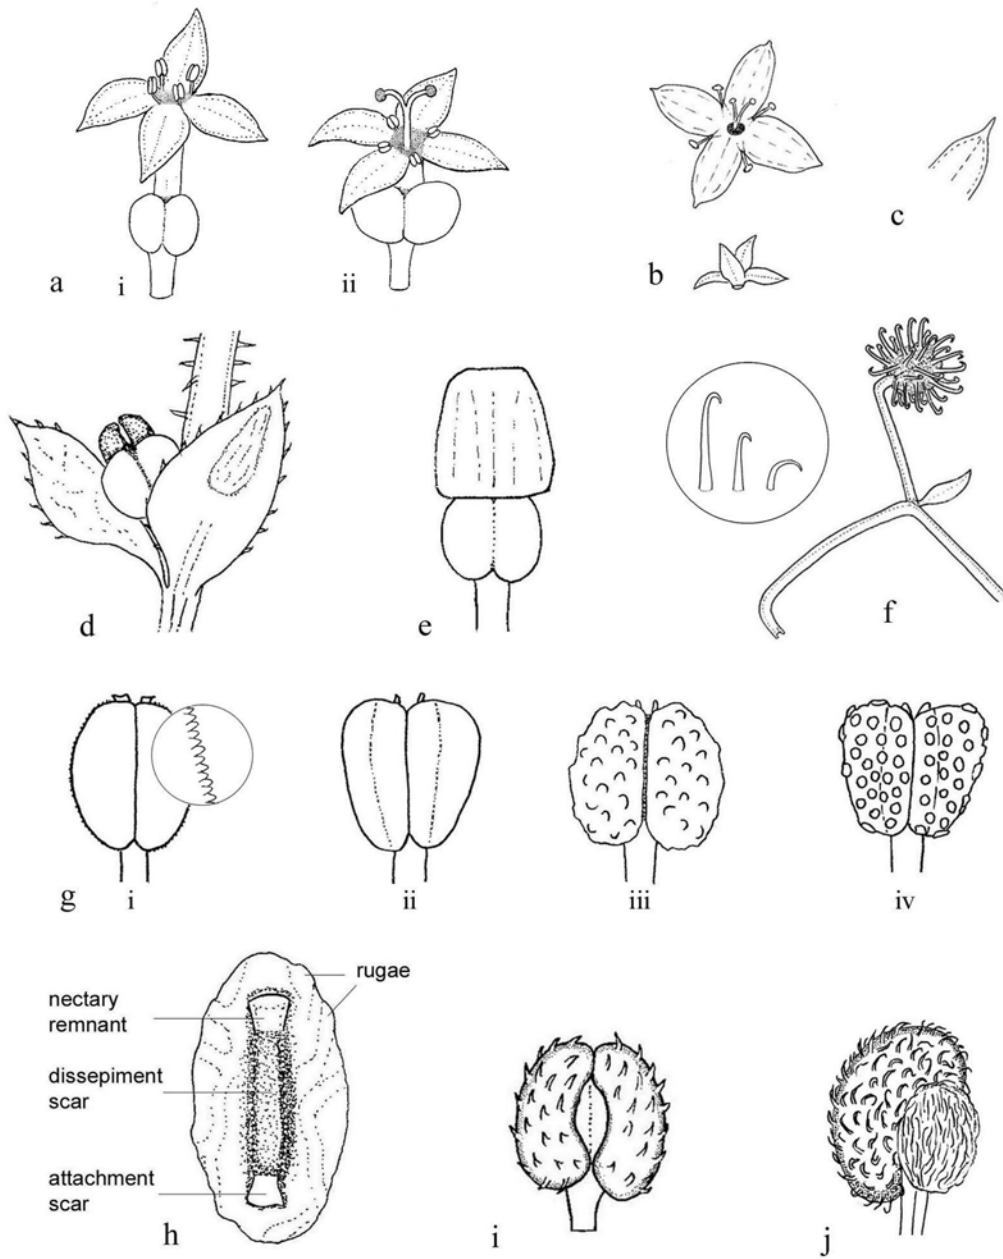 a
i
ii
b
c
d
e
f
g
i
ii
iii
iv
nectary
remnant
rugae
dissepiment
scar
attachment
scar
h
i
j